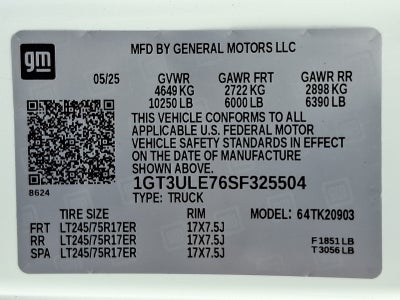 gm
MFD BY GENERAL MOTORS LLC
05/25 GVWR GAWR FRT GAWR RR
4649 KG 2722 KG 2898 KG
10250 LB 6000 LB 6390 LB
THIS VEHICLE CONFORMS TO ALL
APPLICABLE U.S. FEDERAL MOTOR
VEHICLE SAFETY STANDARDS IN EFFECT
ON THE DATE OF MANUFACTURE
SHOWN ABOVE.
8624
1GT3ULE76SF325504
TYPE: TRUCK
TIRE SIZE RIM MODEL: 64TK20903
FRT LT245/75R17ER 17X7.5J
RR LT245/75R17ER 17X7.5J F1851 LB
SPA LT245/75R17ER 17X7.5J T3056 LB